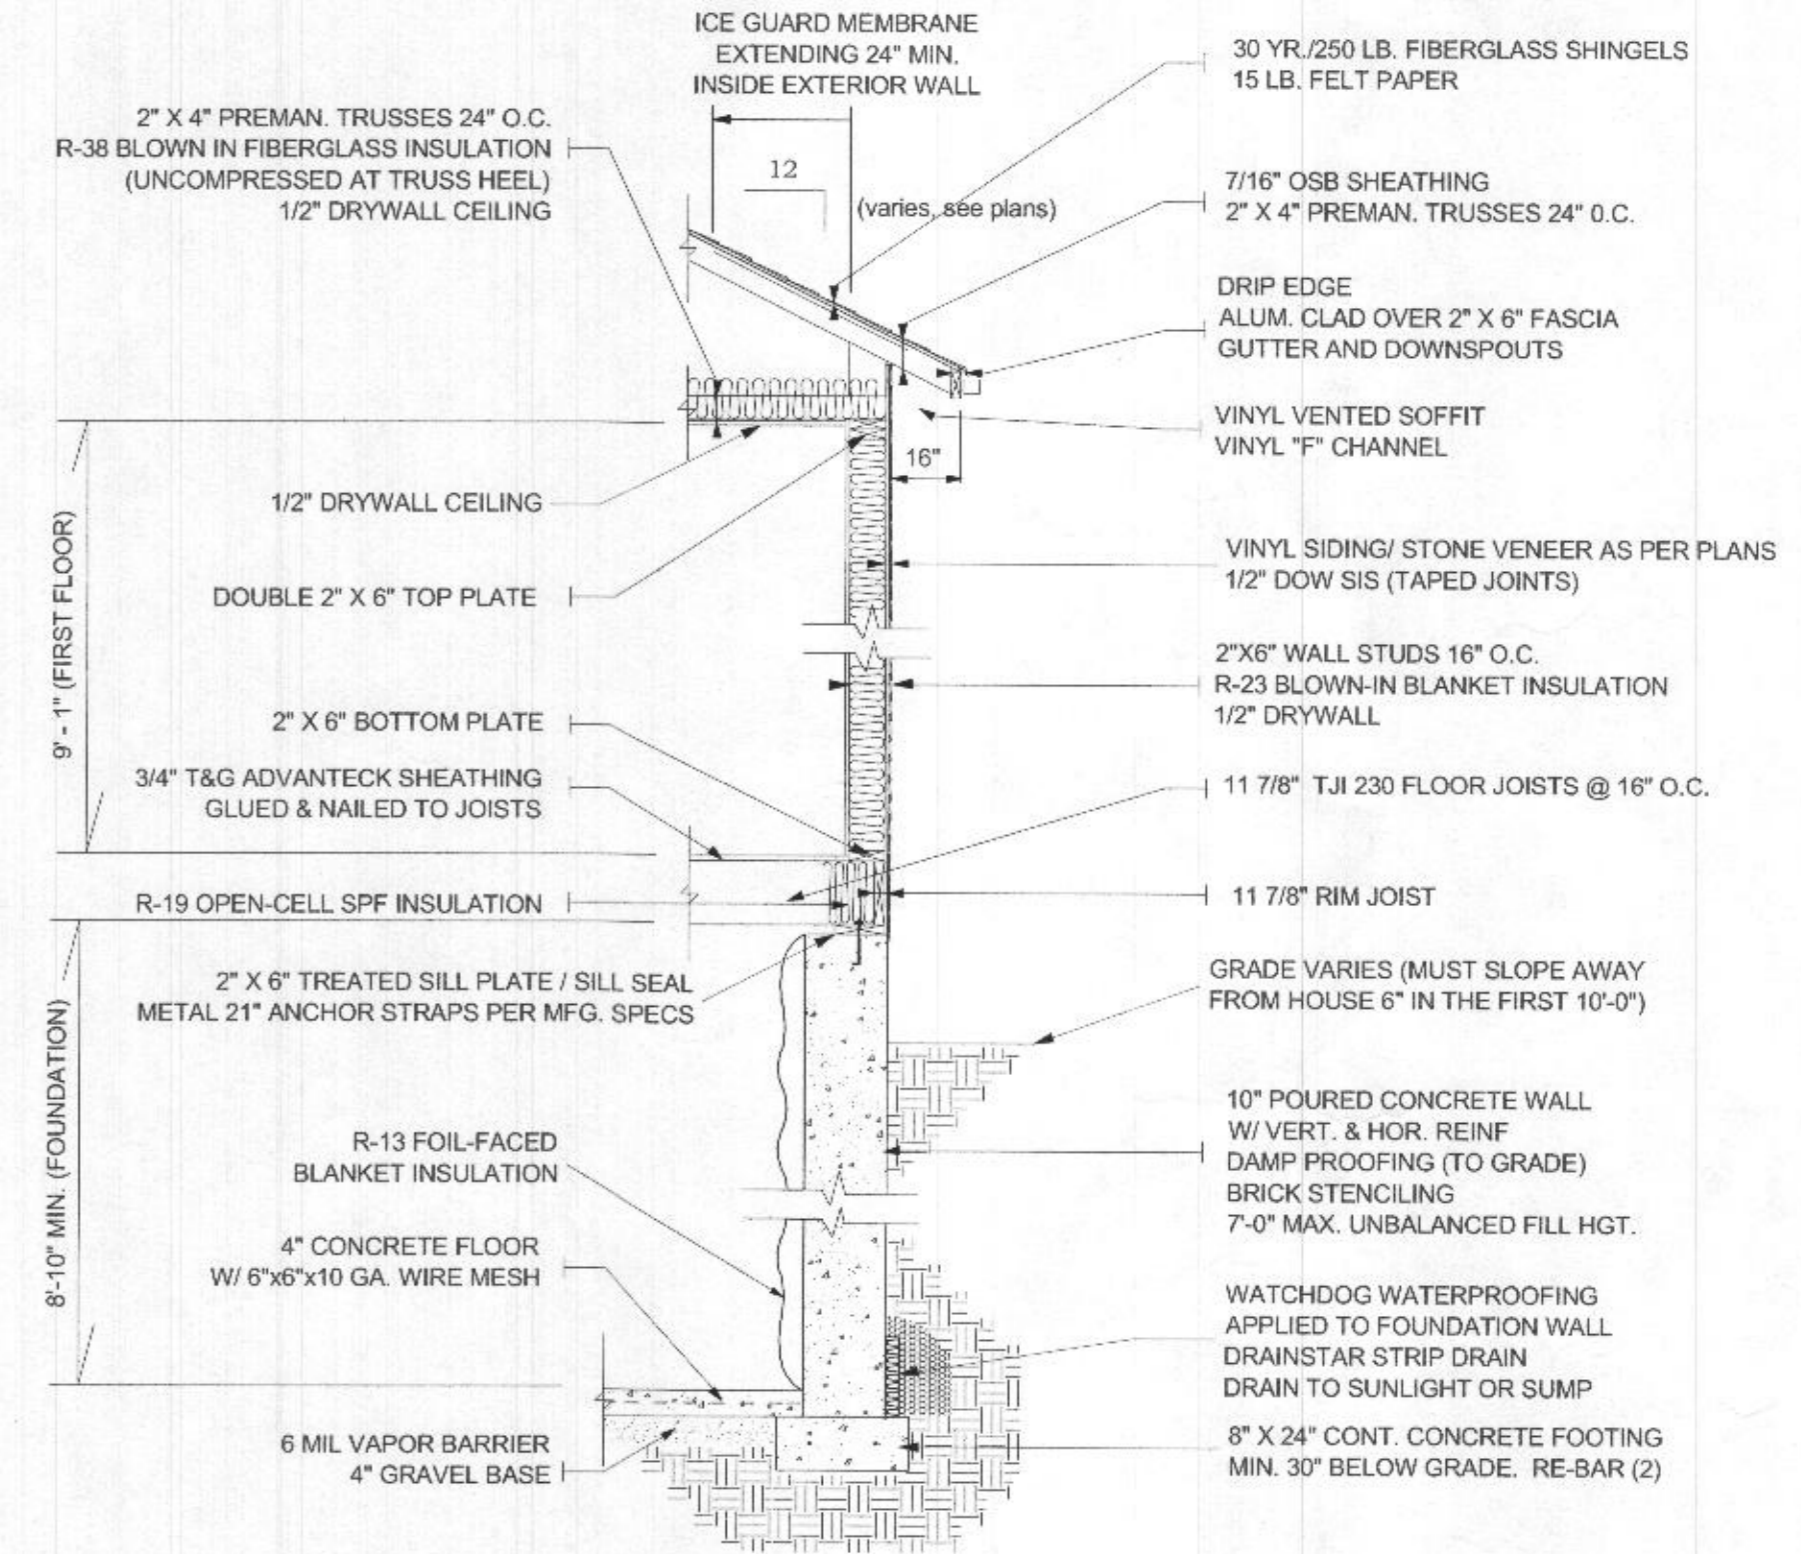 ICE GUARD MEMBRANE
EXTENDING 24" MIN.
INSIDE EXTERIOR WALL
30 YR./250 LB. FIBERGLASS SHINGELS
15 LB. FELT PAPER
2" X 4" PREMAN. TRUSSES 24" O.C.
R-38 BLOWN IN FIBERGLASS INSULATION
(UNCOMPRESSED AT TRUSS HEEL)
1/2" DRYWALL CEILING
12
(varies, see plans)
7/16" OSB SHEATHING
2" X 4" PREMAN. TRUSSES 24" 0.C.
DRIP EDGE
ALUM. CLAD OVER 2" X 6" FASCIA
GUTTER AND DOWNSPOUTS
VINYL VENTED SOFFIT
VINYL "F" CHANNEL
16"
1/2" DRYWALL CEILING
9' - 1" (FIRST FLOOR)
VINYL SIDING/ STONE VENEER AS PER PLANS
1/2" DOW SIS (TAPED JOINTS)
DOUBLE 2" X 6" TOP PLATE
2"X6" WALL STUDS 16" O.C.
R-23 BLOWN-IN BLANKET INSULATION
1/2" DRYWALL
2" X 6" BOTTOM PLATE
3/4" T&G ADVANTECK SHEATHING
GLUED & NAILED TO JOISTS
11 7/8" TJI 230 FLOOR JOISTS @ 16" O.C.
R-19 OPEN-CELL SPF INSULATION
11 7/8" RIM JOIST
2" X 6" TREATED SILL PLATE / SILL SEAL
METAL 21" ANCHOR STRAPS PER MFG. SPECS
GRADE VARIES (MUST SLOPE AWAY
FROM HOUSE 6" IN THE FIRST 10'-0")
8'-10" MIN. (FOUNDATION)
10" POURED CONCRETE WALL
W/ VERT. & HOR. REINF
DAMP PROOFING (TO GRADE)
BRICK STENCILING
7'-0" MAX. UNBALANCED FILL HGT.
R-13 FOIL-FACED
BLANKET INSULATION
4" CONCRETE FLOOR
W/ 6"x6"x10 GA. WIRE MESH
WATCHDOG WATERPROOFING
APPLIED TO FOUNDATION WALL
DRAINSTAR STRIP DRAIN
DRAIN TO SUNLIGHT OR SUMP
6 MIL VAPOR BARRIER
4" GRAVEL BASE
8" X 24" CONT. CONCRETE FOOTING
MIN. 30" BELOW GRADE. RE-BAR (2)